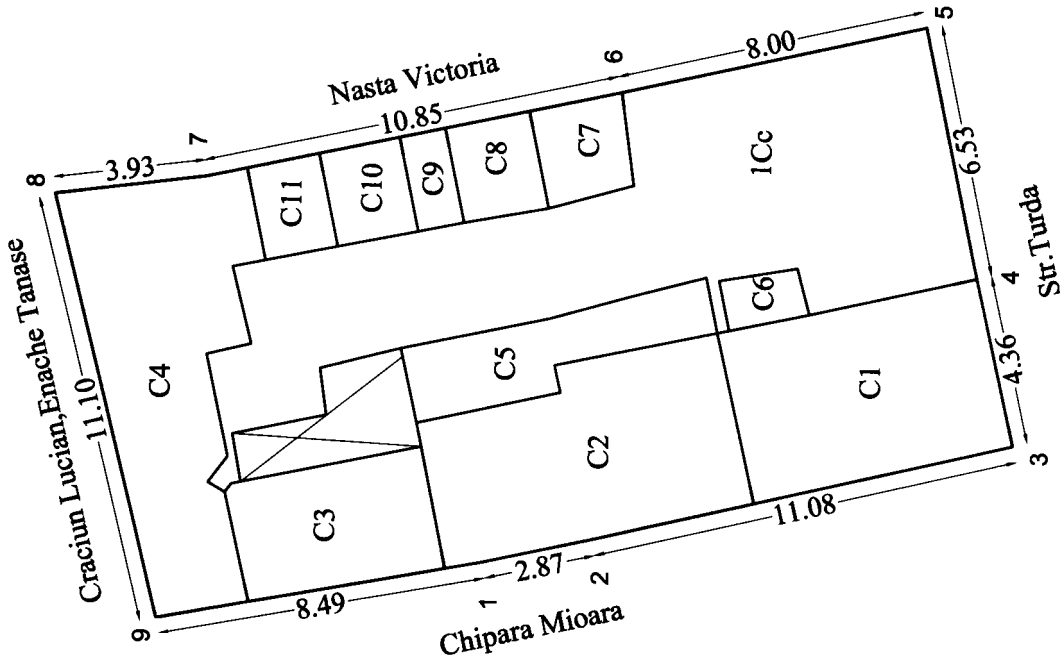 8
3.93
7
Nasta Victoria
10.85
6
8.00
5
Craciun Lucian,Enache Tanase
11.10
C4
C11
C10
C9
C8
C7
1Cc
6.53
C3
C5
C6
C2
C1
4
Str.Turda
4.36
3
9
8.49
1
2.87
2
11.08
Chipara Mioara